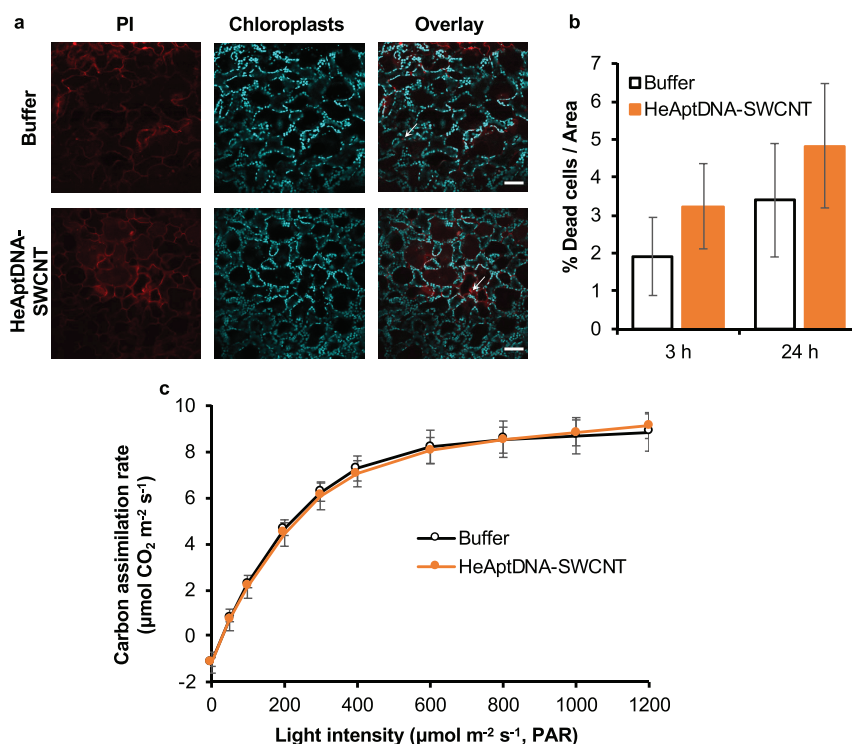 a
PI
Chloroplasts
Overlay
Buffer
HeAptDNA-
SWCNT
b
% Dead cells / Area
7
6
5
4
3
2
1
0
Buffer
HeAptDNA-SWCNT
3 h
24 h
c
Carbon assimilation rate
(µmol CO₂ m⁻² s⁻¹)
10
8
6
4
2
0
-2
Buffer
HeAptDNA-SWCNT
0
200
400
600
800
1000
1200
Light intensity (µmol m⁻² s⁻¹, PAR)